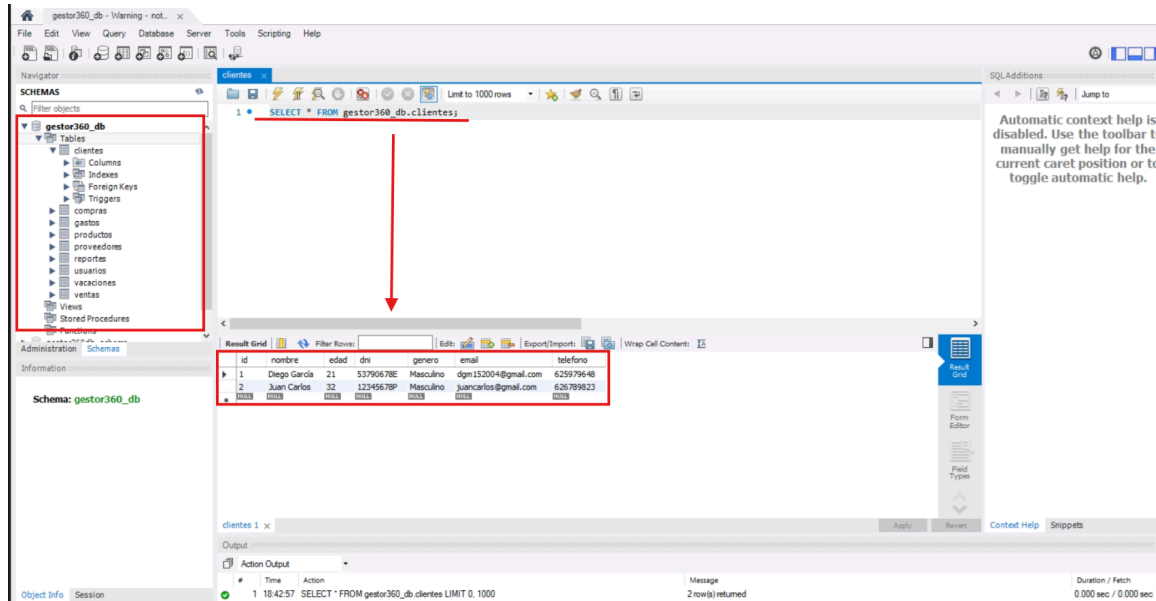 gestor360_db - Warning - not... ×
File Edit View Query Database Server Tools Scripting Help
Navigator
SCHEMAS
Filter objects
gestor360_db
Tables
clientes
Columns
Indexes
Foreign Keys
Triggers
compras
gastos
productos
proveedores
reportes
usuarios
vacaciones
ventas
Views
Stored Procedures
Functions
Administration Schemas
Information
Schema: gestor360_db
Object Info Session
clientes ×
Limit to 1000 rows
1 SELECT * FROM gestor360_db.clientes;
Result Grid Filter Rows: Edit: Export/Import: Wrap Cell Content:
id nombre edad dni genero email telefono
1 Diego García 21 53790678E Masculino dgm152004@gmail.com 625979648
2 Juan Carlos 32 12345678P Masculino juancarlos@gmail.com 626789823
NULL NULL NULL NULL NULL NULL NULL
Result
Grid
Form
Editor
Field
Types
clientes 1 ×
Apply Revert
Output
Action Output
# Time Action Message Duration / Fetch
1 18:42:57 SELECT * FROM gestor360_db.clientes LIMIT 0, 1000 2 row(s) returned 0.000 sec / 0.000 sec
SQLAdditions
Jump to
Automatic context help is
disabled. Use the toolbar
manually get help for the
current caret position or to
toggle automatic help.
Context Help Snippets